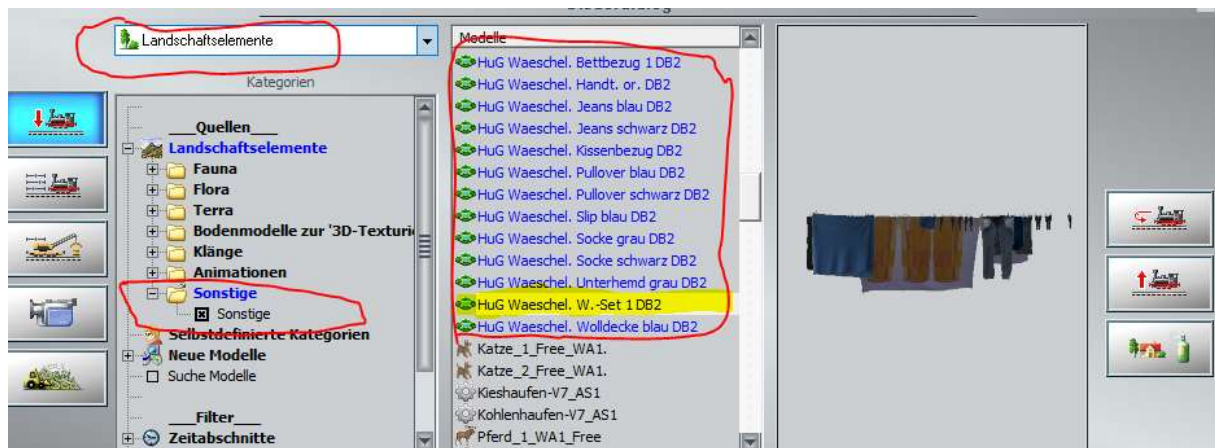 Landschaftselemente
Kategorien
___Quellen___
Landschaftselemente
Fauna
Flora
Terra
Bodenmodelle zur '3D-Texturi
Klänge
Animationen
Sonstige
Sonstige
Selbstdefinierte Kategorien
Neue Modelle
Suche Modelle
___Filter___
Zeitabschnitte
Modelle
HuG Waeschel. Bettbezug 1 DB2
HuG Waeschel. Handt. or. DB2
HuG Waeschel. Jeans blau DB2
HuG Waeschel. Jeans schwarz DB2
HuG Waeschel. Kissenbezug DB2
HuG Waeschel. Pullover blau DB2
HuG Waeschel. Pullover schwarz DB2
HuG Waeschel. Slip blau DB2
HuG Waeschel. Socke grau DB2
HuG Waeschel. Socke schwarz DB2
HuG Waeschel. Unterhemd grau DB2
HuG Waeschel. W.-Set 1 DB2
HuG Waeschel. Wolldecke blau DB2
Katze_1_Free_WA1.
Katze_2_Free_WA1.
Kieshaufen-V7_AS1
Kohlenhaufen-V7_AS1
Pferd_1_WA1_Free